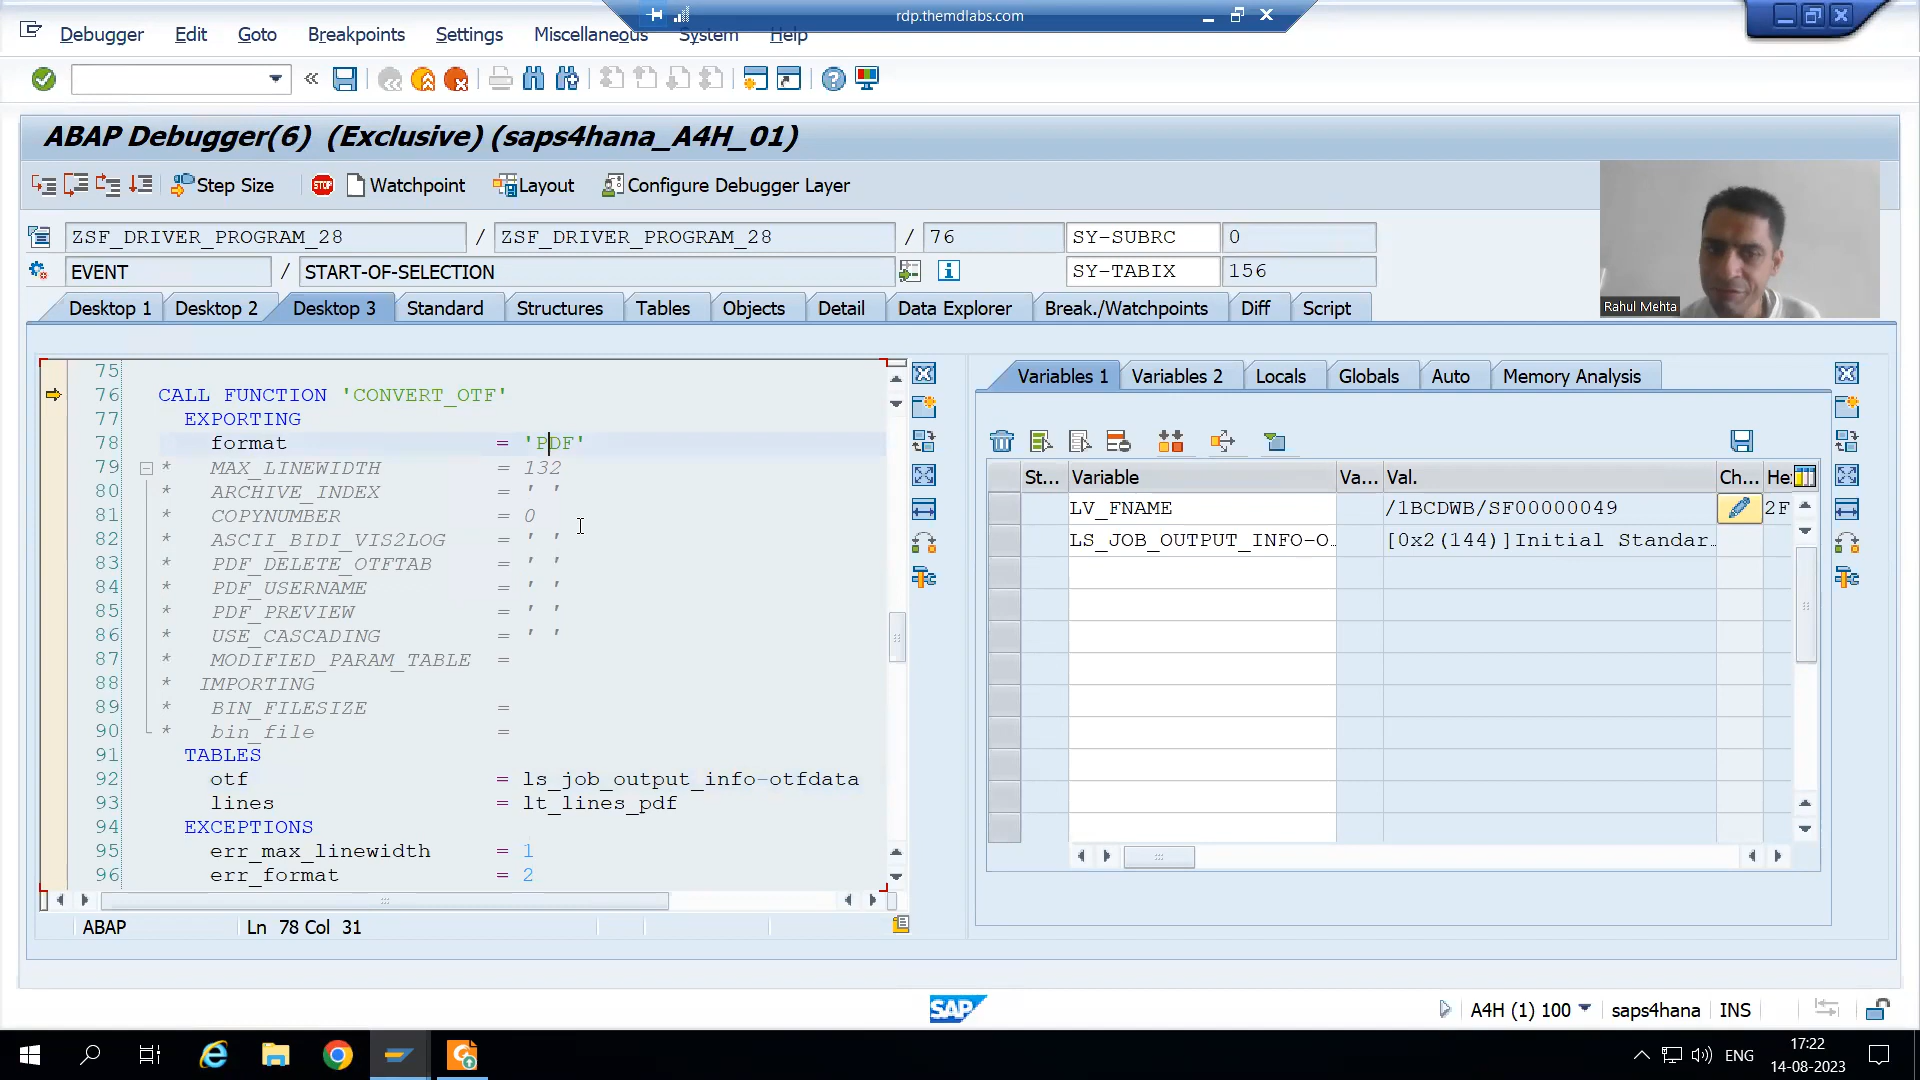 rdp.themdlabs.com
Debugger Edit Goto Breakpoints Settings Miscellaneous System Help
ABAP Debugger(6) (Exclusive) (saps4hana_A4H_01)
Step Size STOP Watchpoint Layout Configure Debugger Layer
ZSF_DRIVER_PROGRAM_28 / ZSF_DRIVER_PROGRAM_28 / 76 SY-SUBRC 0
EVENT / START-OF-SELECTION SY-TABIX 156
Rahul Mehta
Desktop 1 Desktop 2 Desktop 3 Standard Structures Tables Objects Detail Data Explorer Break./Watchpoints Diff Script
75
76 CALL FUNCTION 'CONVERT_OTF'
77 EXPORTING
78 format = 'PDF'
79 * MAX_LINEWIDTH = 132
80 * ARCHIVE_INDEX = ' '
81 * COPYNUMBER = 0
82 * ASCII_BIDI_VIS2LOG = ' '
83 * PDF_DELETE_OTFTAB = ' '
84 * PDF_USERNAME = ' '
85 * PDF_PREVIEW = ' '
86 * USE_CASCADING = ' '
87 * MODIFIED_PARAM_TABLE =
88 * IMPORTING
89 * BIN_FILESIZE =
90 * bin_file =
91 TABLES
92 otf = ls_job_output_info-otfdata
93 lines = lt_lines_pdf
94 EXCEPTIONS
95 err_max_linewidth = 1
96 err_format = 2
ABAP Ln 78 Col 31
Variables 1 Variables 2 Locals Globals Auto Memory Analysis
St... Variable Va... Val. Ch... Hex
LV_FNAME /1BCDWB/SF00000049 2F
LS_JOB_OUTPUT_INFO-O.. [0x2(144)]Initial Standar..
SAP A4H (1) 100 saps4hana INS
ENG 17:22
14-08-2023